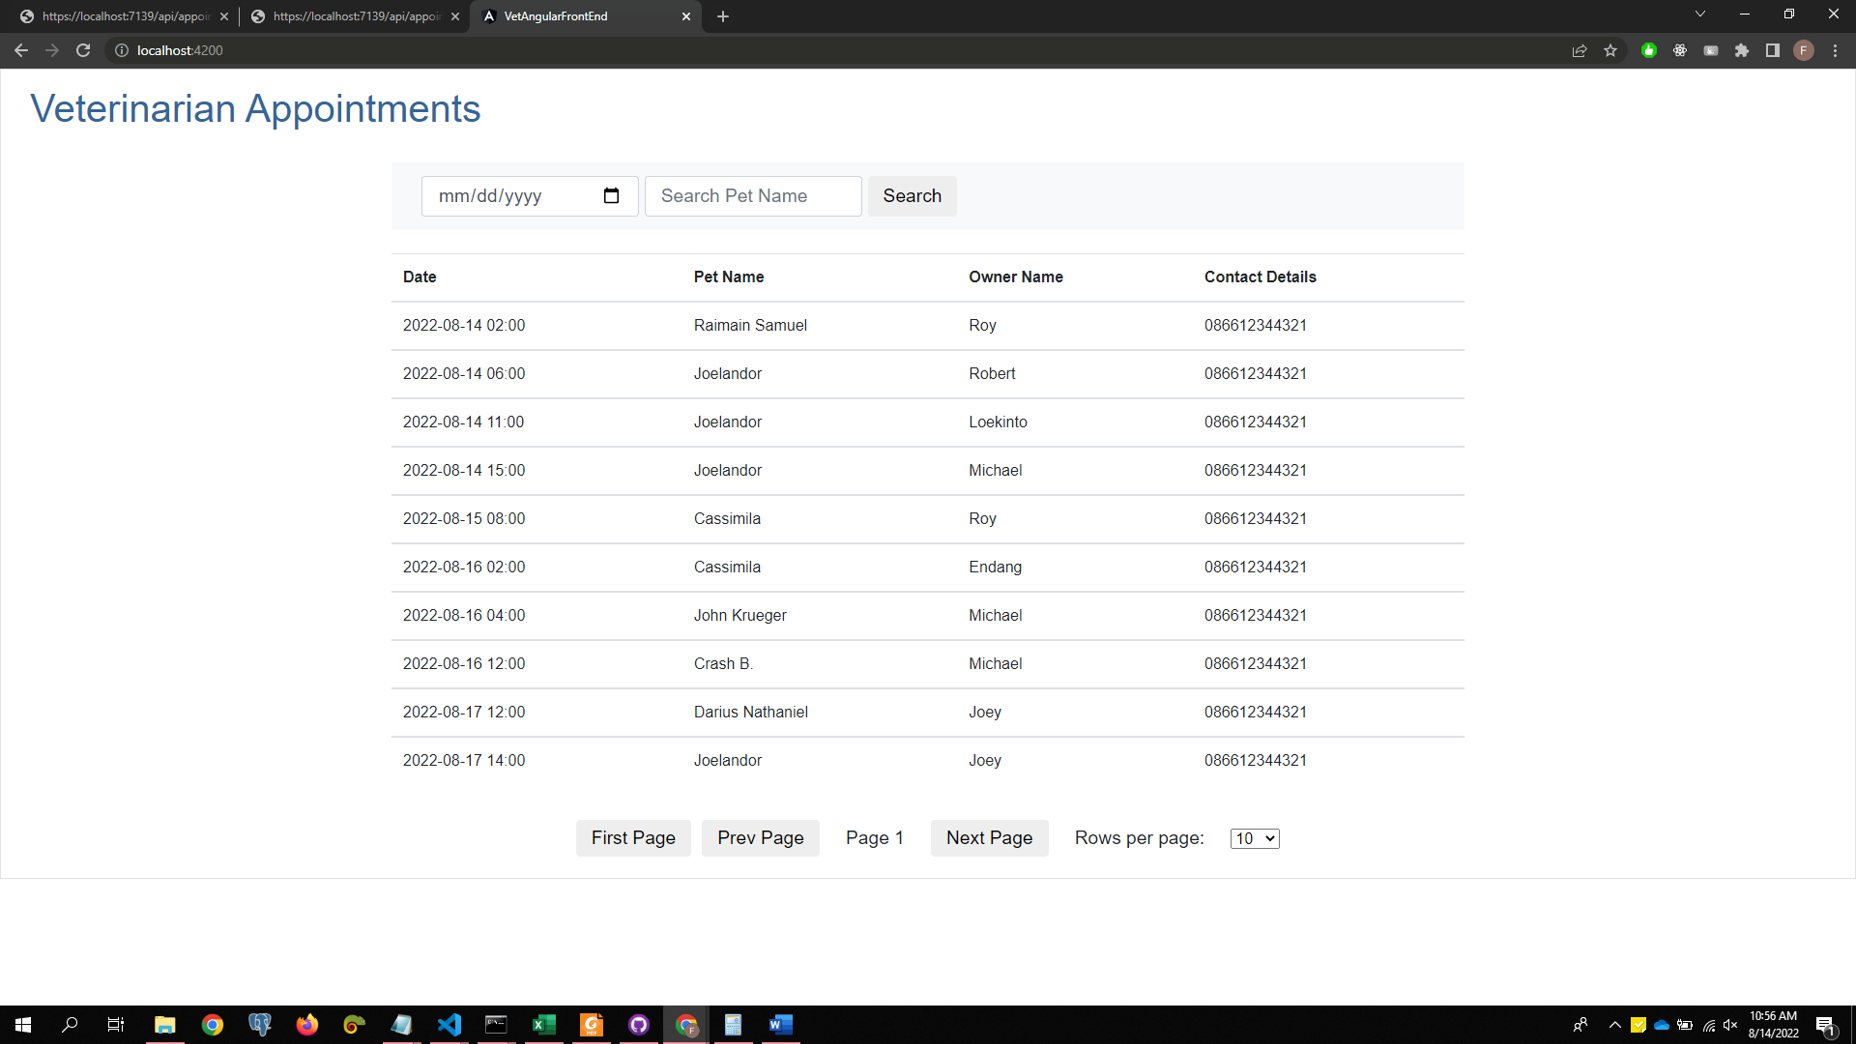 https://localhost:7139/api/appoi
https://localhost:7139/api/appoi
VetAngularFrontEnd
localhost:4200
F
Veterinarian Appointments
mm/dd/yyyy
Search Pet Name
Search
Date Pet Name Owner Name Contact Details
2022-08-14 02:00 Raimain Samuel Roy 086612344321
2022-08-14 06:00 Joelandor Robert 086612344321
2022-08-14 11:00 Joelandor Loekinto 086612344321
2022-08-14 15:00 Joelandor Michael 086612344321
2022-08-15 08:00 Cassimila Roy 086612344321
2022-08-16 02:00 Cassimila Endang 086612344321
2022-08-16 04:00 John Krueger Michael 086612344321
2022-08-16 12:00 Crash B. Michael 086612344321
2022-08-17 12:00 Darius Nathaniel Joey 086612344321
2022-08-17 14:00 Joelandor Joey 086612344321
First Page Prev Page Page 1 Next Page Rows per page: 10
10:56 AM
8/14/2022
1